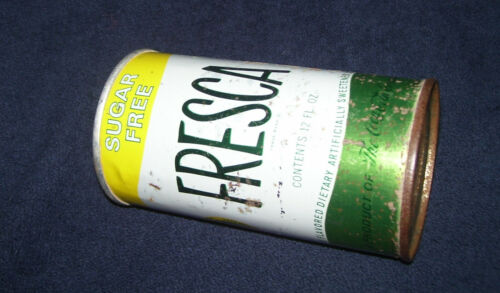 SUGAR
FREE
FRESCA
CONTENTS 12 FL. OZ.
FLAVORED DIETARY ARTIFICIALLY SWEETENED
PRODUCT OF The Coca-Cola